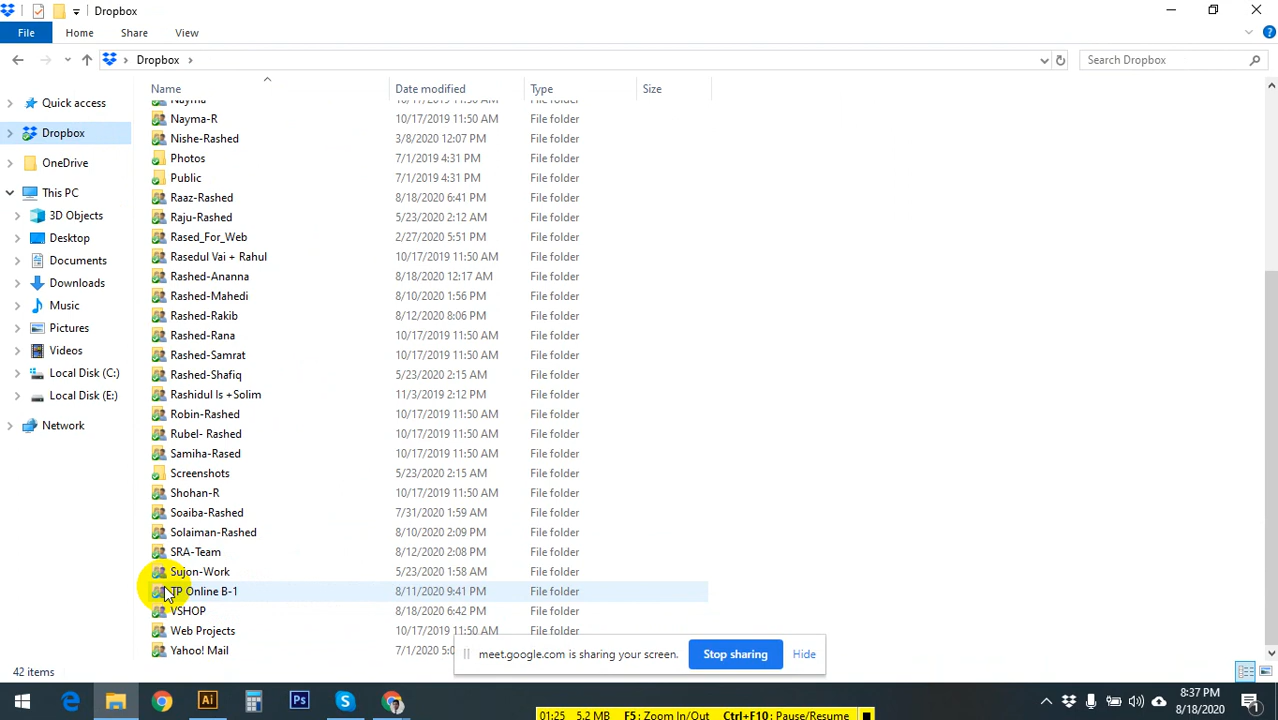 Dropbox
File Home Share View
Dropbox Search Dropbox
Name Date modified Type Size
Quick access
Dropbox
OneDrive
This PC
3D Objects
Desktop
Documents
Downloads
Music
Pictures
Videos
Local Disk (C:)
Local Disk (E:)
Network
Nayma 10/17/2019 11:50 AM File folder
Nayma-R 10/17/2019 11:50 AM File folder
Nishe-Rashed 3/8/2020 12:07 PM File folder
Photos 7/1/2019 4:31 PM File folder
Public 7/1/2019 4:31 PM File folder
Raaz-Rashed 8/18/2020 6:41 PM File folder
Raju-Rashed 5/23/2020 2:12 AM File folder
Rased_For_Web 2/27/2020 5:51 PM File folder
Rasedul Vai + Rahul 10/17/2019 11:50 AM File folder
Rashed-Ananna 8/18/2020 12:17 AM File folder
Rashed-Mahedi 8/10/2020 1:56 PM File folder
Rashed-Rakib 8/12/2020 8:06 PM File folder
Rashed-Rana 10/17/2019 11:50 AM File folder
Rashed-Samrat 10/17/2019 11:50 AM File folder
Rashed-Shafiq 5/23/2020 2:15 AM File folder
Rashidul Is +Solim 11/3/2019 2:12 PM File folder
Robin-Rashed 10/17/2019 11:50 AM File folder
Rubel- Rashed 10/17/2019 11:50 AM File folder
Samiha-Rased 10/17/2019 11:50 AM File folder
Screenshots 5/23/2020 2:15 AM File folder
Shohan-R 10/17/2019 11:50 AM File folder
Soaiba-Rashed 7/31/2020 1:59 AM File folder
Solaiman-Rashed 8/10/2020 2:09 PM File folder
SRA-Team 8/12/2020 2:08 PM File folder
Sujon-Work 5/23/2020 1:58 AM File folder
TP Online B-1 8/11/2020 9:41 PM File folder
VSHOP 8/18/2020 6:42 PM File folder
Web Projects 10/17/2019 11:50 AM File folder
Yahoo! Mail 7/1/2020 5:0
meet.google.com is sharing your screen. Stop sharing Hide
42 items
Ai Ps
8:37 PM
8/18/2020
01:25 5.2 MB F5: Zoom In/Out Ctrl+F10: Pause/Resume